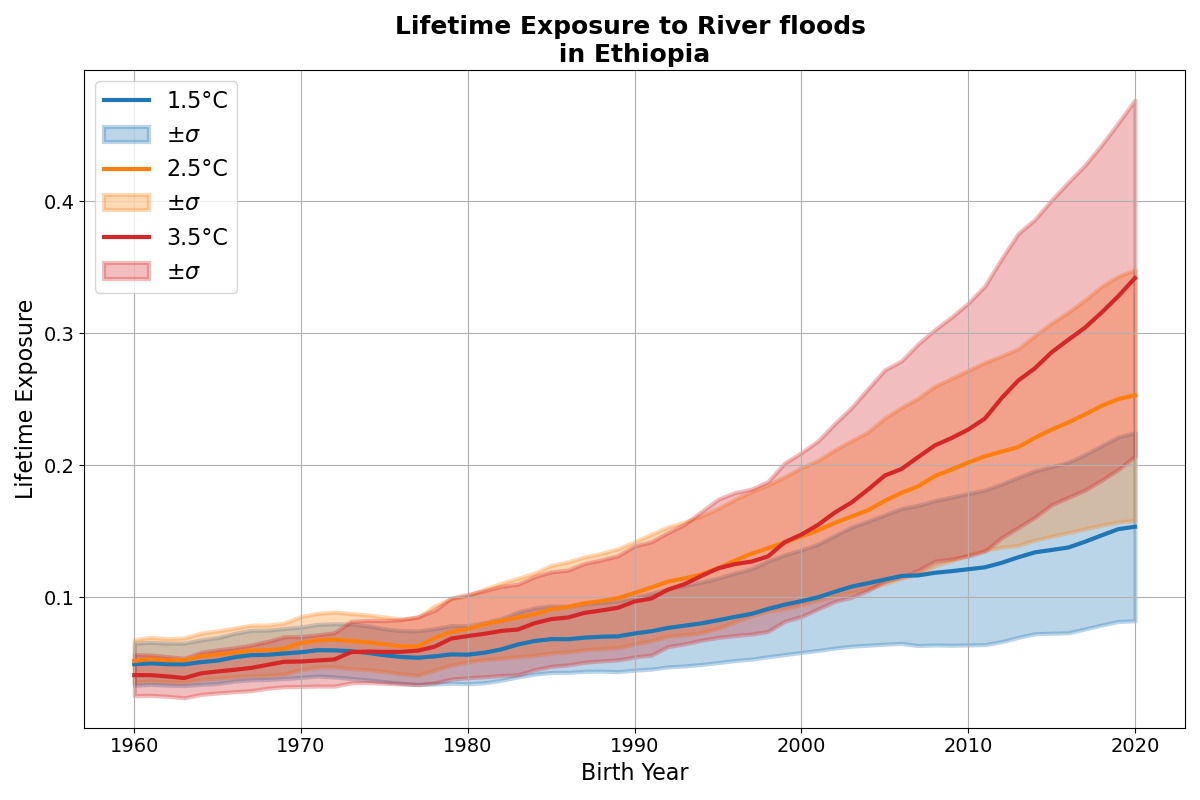 Lifetime Exposure to River floods
in Ethiopia
1.5°C
±σ
2.5°C
±σ
3.5°C
±σ
Lifetime Exposure
0.4
0.3
0.2
0.1
1960 1970 1980 1990 2000 2010 2020
Birth Year